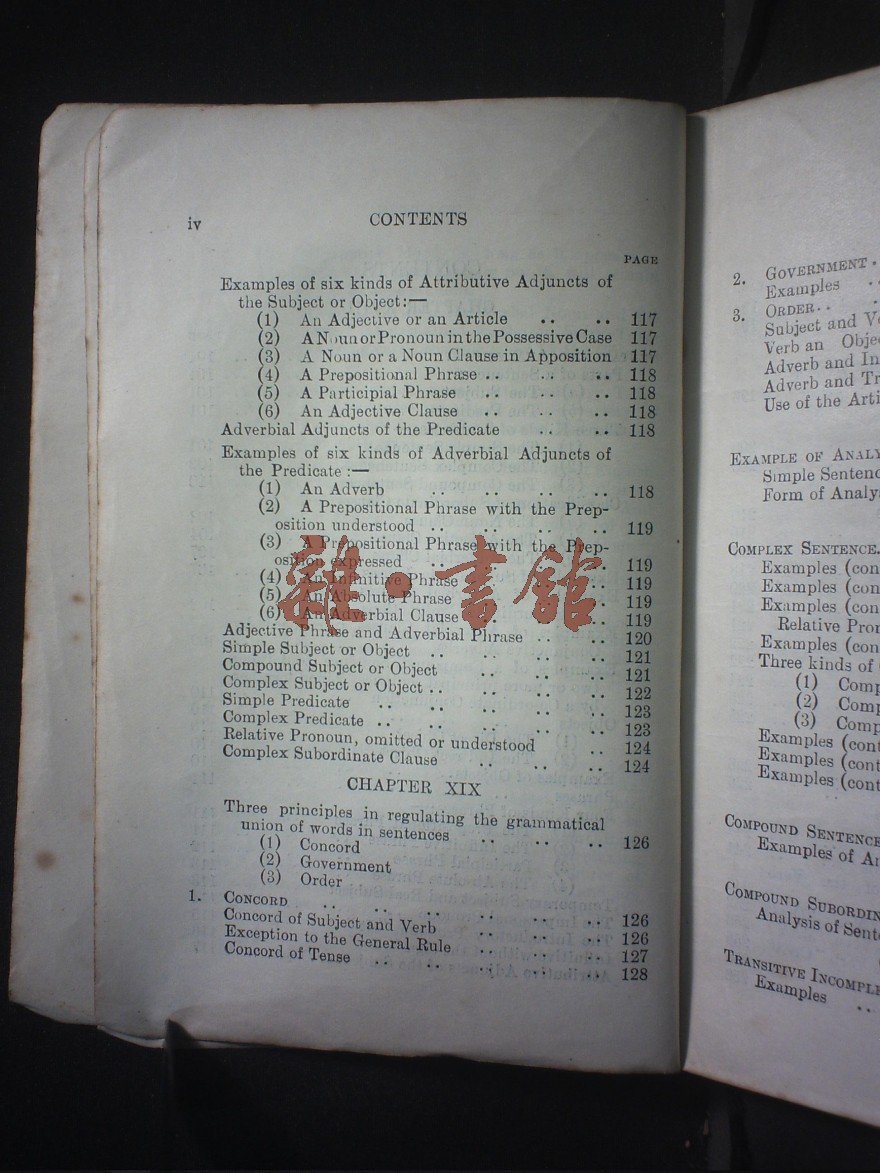 iv CONTENTS
PAGE
Examples of six kinds of Attributive Adjuncts of
the Subject or Object:—
(1) An Adjective or an Article .. .. 117
(2) A Noun or Pronoun in the Possessive Case 117
(3) A Noun or a Noun Clause in Apposition 117
(4) A Prepositional Phrase .. .. .. 118
(5) A Participial Phrase .. .. .. 118
(6) An Adjective Clause .. .. .. 118
Adverbial Adjuncts of the Predicate .. .. 118
Examples of six kinds of Adverbial Adjuncts of
the Predicate :—
(1) An Adverb .. .. .. .. 118
(2) A Prepositional Phrase with the Prep-
osition understood .. .. .. .. 119
(3) A Prepositional Phrase with the Prep-
osition expressed .. .. .. .. 119
(4) An Infinitive Phrase .. .. .. 119
(5) An Absolute Phrase .. .. .. 119
(6) An Adverbial Clause .. .. .. 119
Adjective Phrase and Adverbial Phrase .. .. 120
Simple Subject or Object .. .. .. .. 121
Compound Subject or Object .. .. .. 121
Complex Subject or Object .. .. .. .. 122
Simple Predicate .. .. .. .. .. 123
Complex Predicate .. .. .. .. .. 123
Relative Pronoun, omitted or understood .. 124
Complex Subordinate Clause .. .. .. 124
CHAPTER XIX
Three principles in regulating the grammatical
union of words in sentences .. .. .. 126
(1) Concord
(2) Government
(3) Order
1. CONCORD .. .. .. .. .. .. 126
Concord of Subject and Verb .. .. .. 126
Exception to the General Rule .. .. .. 127
Concord of Tense .. .. .. .. .. 128
書館
2. GOVERNMENT .
Examples ..
3. ORDER .. .
Subject and
Verb an Obje
Adverb and In
Adverb and Tr
Use of the Arti
EXAMPLE OF ANALY
Simple Sentenc
Form of Analys
COMPLEX SENTENCE.
Examples (con
Examples (con
Examples (con
Relative Pron
Examples (con
Three kinds of
(1) Comp
(2) Comp
(3) Comp
Examples (cont
Examples (cont
Examples (cont
COMPOUND SENTENCE
Examples of An
COMPOUND SUBORDIN
Analysis of Sent
TRANSITIVE INCOMPLE
Examples ..